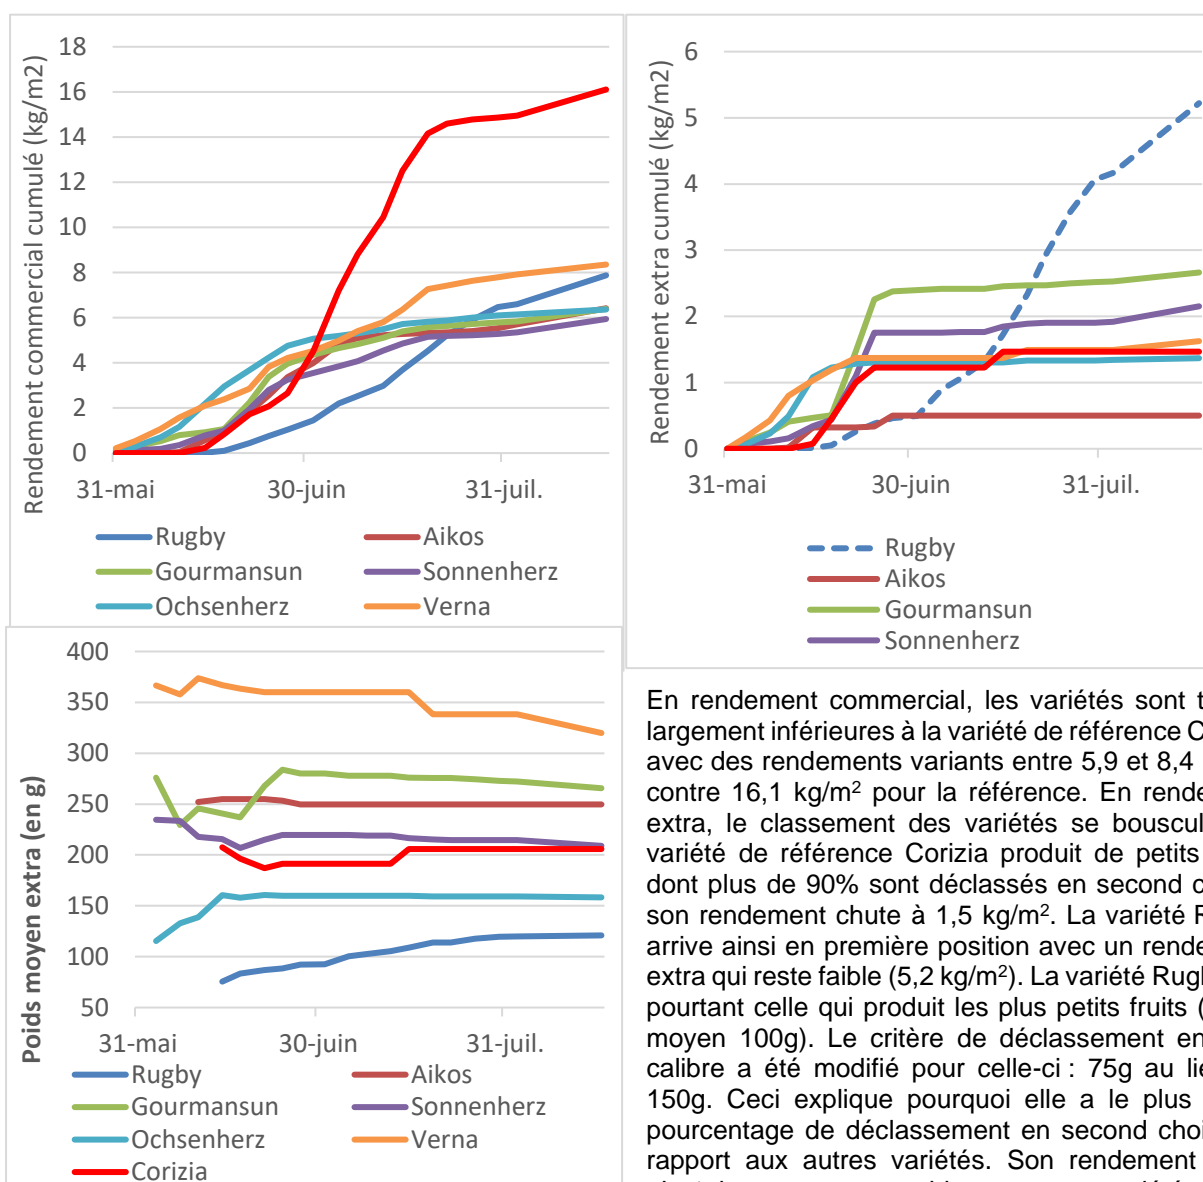 Rendement commercial cumulé (kg/m2)
18
16
14
12
10
8
6
4
2
0
31-mai 30-juin 31-juil.
Rugby Aikos
Gourmansun Sonnenherz
Ochsenherz Verna
Rendement extra cumulé (kg/m2)
6
5
4
3
2
1
0
31-mai 30-juin 31-juil.
Rugby
Aikos
Gourmansun
Sonnenherz
Poids moyen extra (en g)
400
350
300
250
200
150
100
50
31-mai 30-juin 31-juil.
Rugby Aikos
Gourmansun Sonnenherz
Ochsenherz Verna
Corizia
En rendement commercial, les variétés sont t
largement inférieures à la variété de référence C
avec des rendements variants entre 5,9 et 8,4
contre 16,1 kg/m² pour la référence. En rende
extra, le classement des variétés se bouscul
variété de référence Corizia produit de petits
dont plus de 90% sont déclassés en second c
son rendement chute à 1,5 kg/m². La variété R
arrive ainsi en première position avec un rende
extra qui reste faible (5,2 kg/m²). La variété Rug
pourtant celle qui produit les plus petits fruits (
moyen 100g). Le critère de déclassement en
calibre a été modifié pour celle-ci : 75g au lie
150g. Ceci explique pourquoi elle a le plus
pourcentage de déclassement en second choi
rapport aux autres variétés. Son rendement